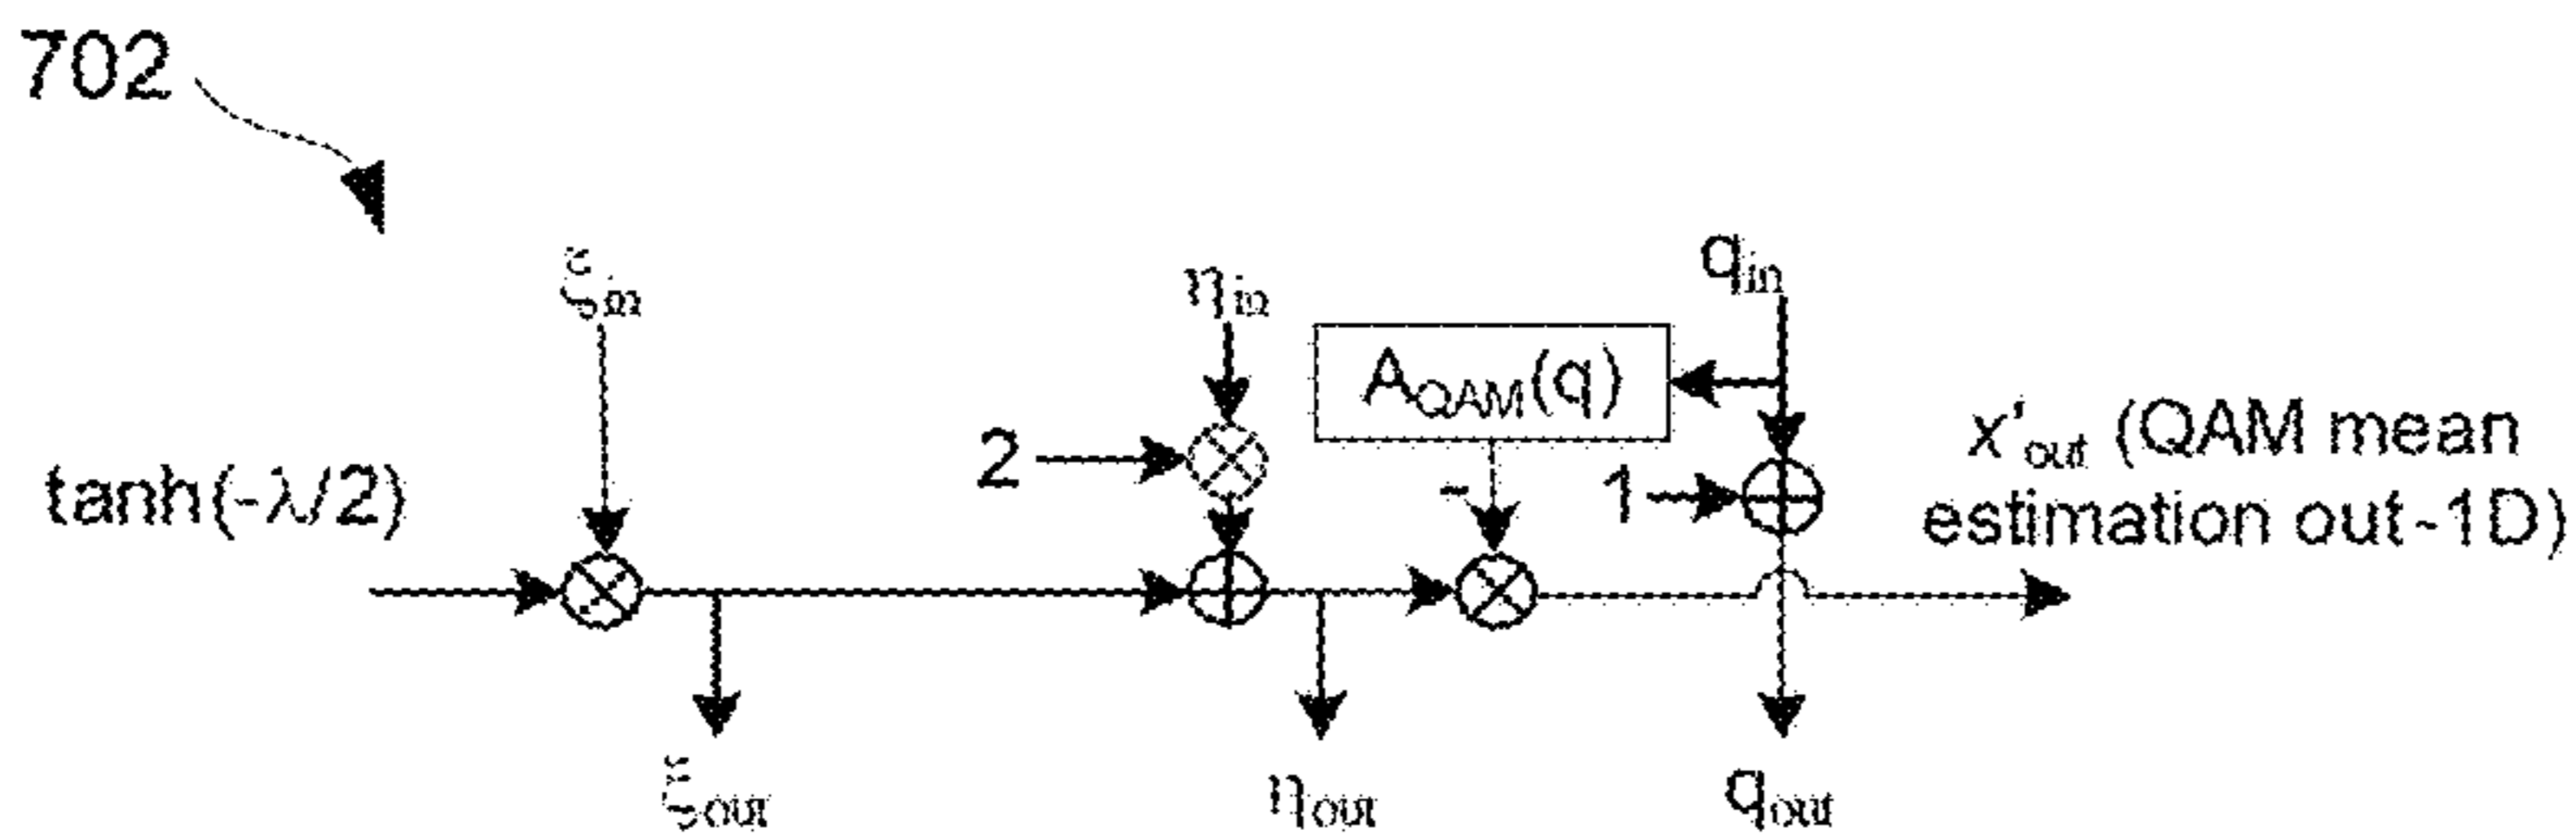 702
ξin
ηin
qin
AQAM(q)
2
1
-
tanh(-λ/2)
x'out (QAM mean
estimation out-1D)
ξout
ηout
qout